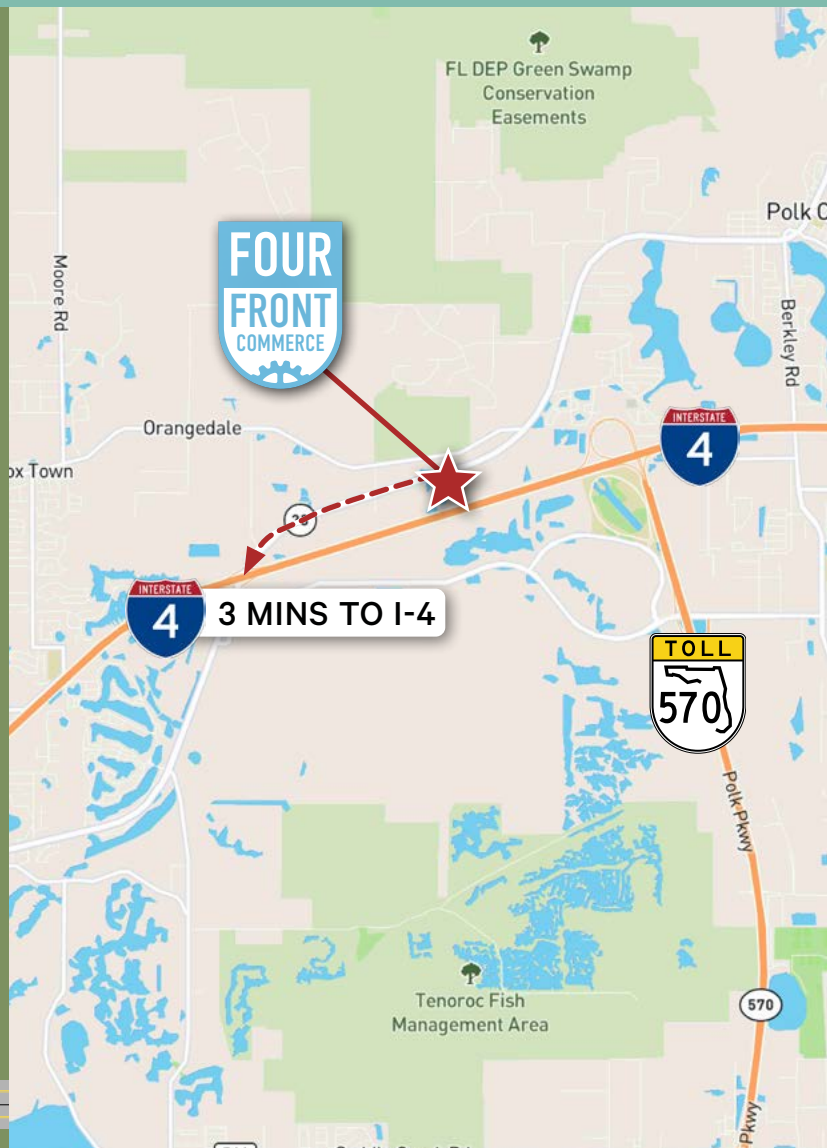 FL DEP Green Swamp
Conservation
Easements
Polk C
FOUR
FRONT
COMMERCE
Moore Rd
Berkley Rd
Orangedale
INTERSTATE
4
ox Town
INTERSTATE
4
3 MINS TO I-4
TOLL
570
Polk Pkwy
Tenoroc Fish
Management Area
570
Pkwy